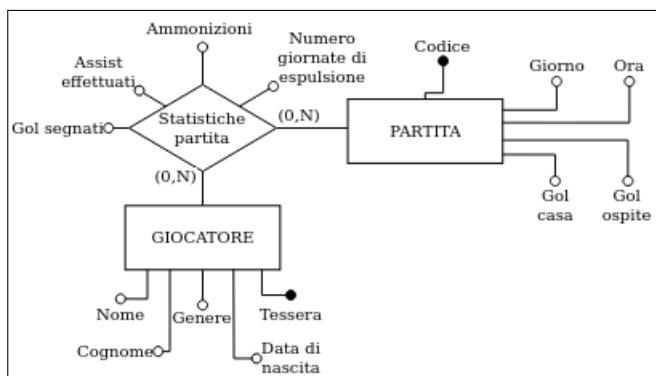 Ammonizioni
Assist
effettuati
Numero
giornate di
espulsione
Gol segnati
Statistiche
partita
(0,N)
(0,N)
Codice
Giorno
Ora
PARTITA
Gol
casa
Gol
ospite
GIOCATORE
Nome
Genere
Tessera
Cognome
Data di
nascita